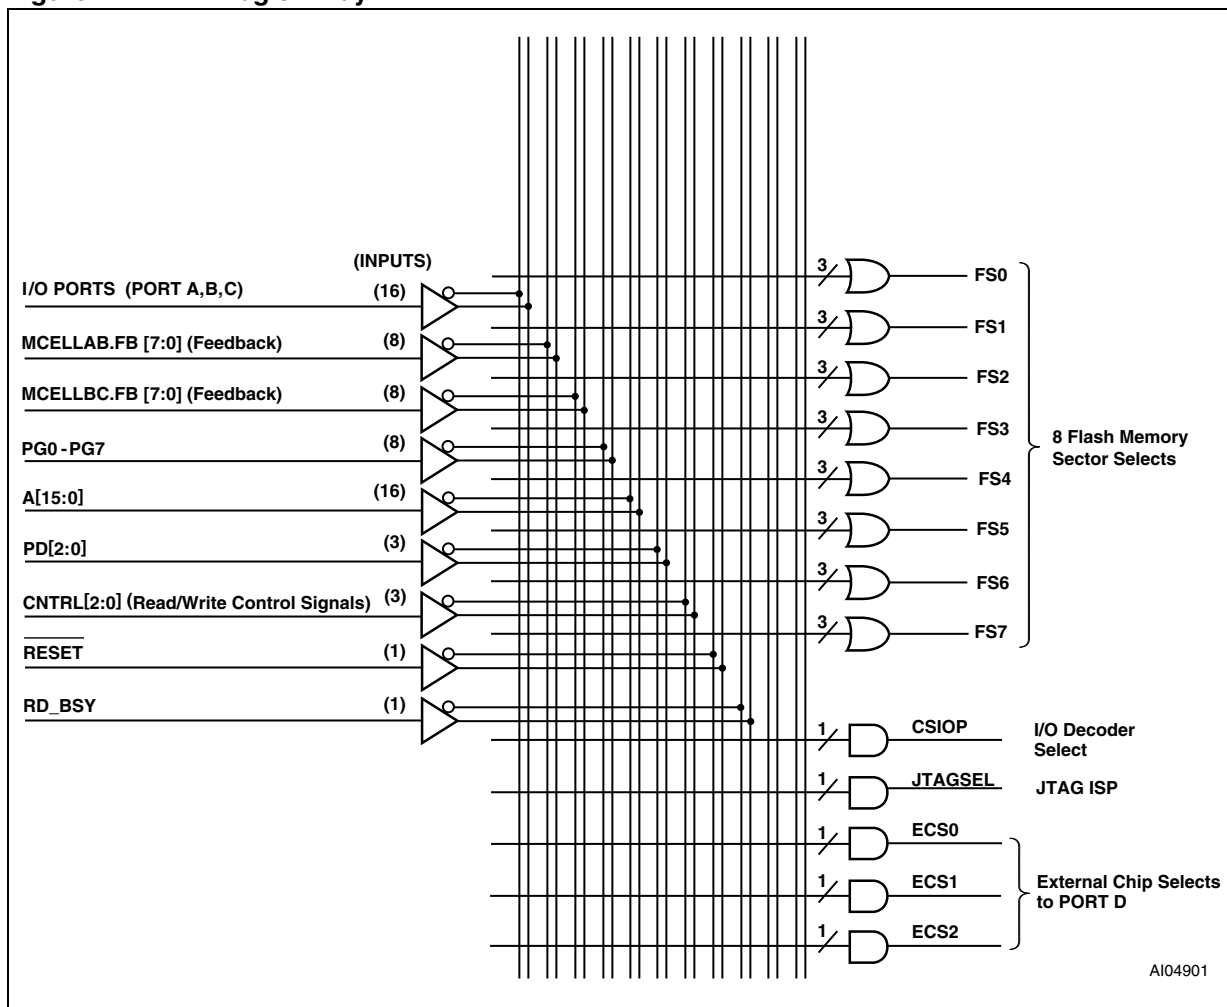 (INPUTS)
I/O PORTS (PORT A,B,C) (16)
MCELLAB.FB [7:0] (Feedback) (8)
MCELLBC.FB [7:0] (Feedback) (8)
PG0 - PG7 (8)
A[15:0] (16)
PD[2:0] (3)
CNTRL[2:0] (Read/Write Control Signals) (3)
RESET (1)
RD_BSY (1)
3 FS0
3 FS1
3 FS2
3 FS3
3 FS4
3 FS5
3 FS6
3 FS7
8 Flash Memory
Sector Selects
1 CSIOP
I/O Decoder
Select
1 JTAGSEL JTAG ISP
1 ECS0
1 ECS1
1 ECS2
External Chip Selects
to PORT D
AI04901